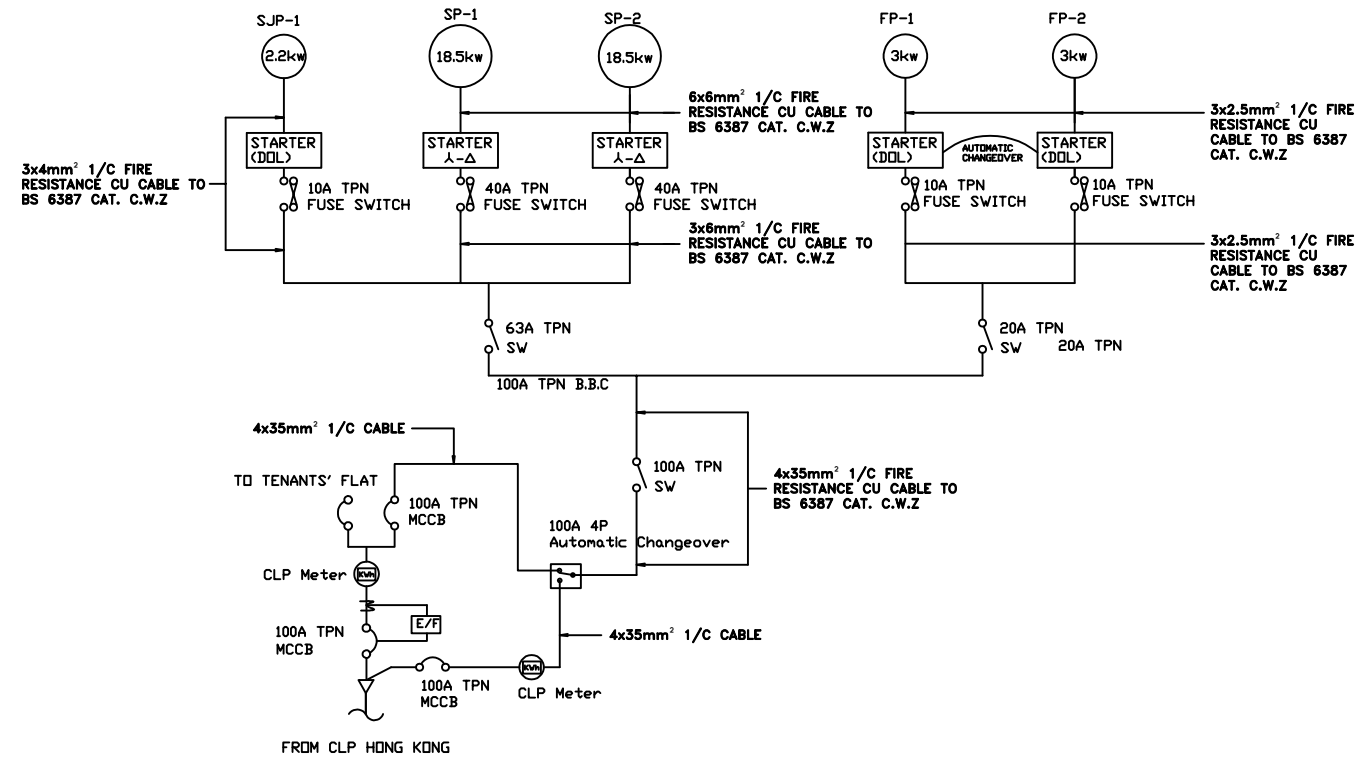 SJP-1
SP-1
SP-2
FP-1
FP-2
2.2kw
18.5kw
18.5kw
3kw
3kw
6x6mm² 1/C FIRE
RESISTANCE CU CABLE TO
BS 6387 CAT. C.W.Z
3x2.5mm² 1/C FIRE
RESISTANCE CU
CABLE TO BS 6387
CAT. C.W.Z
STARTER
(DOL)
STARTER
⅄-Δ
STARTER
⅄-Δ
STARTER
(DOL)
AUTOMATIC
CHANGEOVER
STARTER
(DOL)
3x4mm² 1/C FIRE
RESISTANCE CU CABLE TO
BS 6387 CAT. C.W.Z
10A TPN
FUSE SWITCH
40A TPN
FUSE SWITCH
40A TPN
FUSE SWITCH
10A TPN
FUSE SWITCH
10A TPN
FUSE SWITCH
3x6mm² 1/C FIRE
RESISTANCE CU CABLE TO
BS 6387 CAT. C.W.Z
3x2.5mm² 1/C FIRE
RESISTANCE CU
CABLE TO BS 6387
CAT. C.W.Z
63A TPN
SW
20A TPN
SW
20A TPN
100A TPN B.B.C
4x35mm² 1/C CABLE
TO TENANTS' FLAT
100A TPN
MCCB
100A TPN
SW
4x35mm² 1/C FIRE
RESISTANCE CU CABLE TO
BS 6387 CAT. C.W.Z
100A 4P
Automatic Changeover
CLP Meter
KWh
E/F
100A TPN
MCCB
4x35mm² 1/C CABLE
KWh
100A TPN
MCCB
CLP Meter
FROM CLP HONG KONG